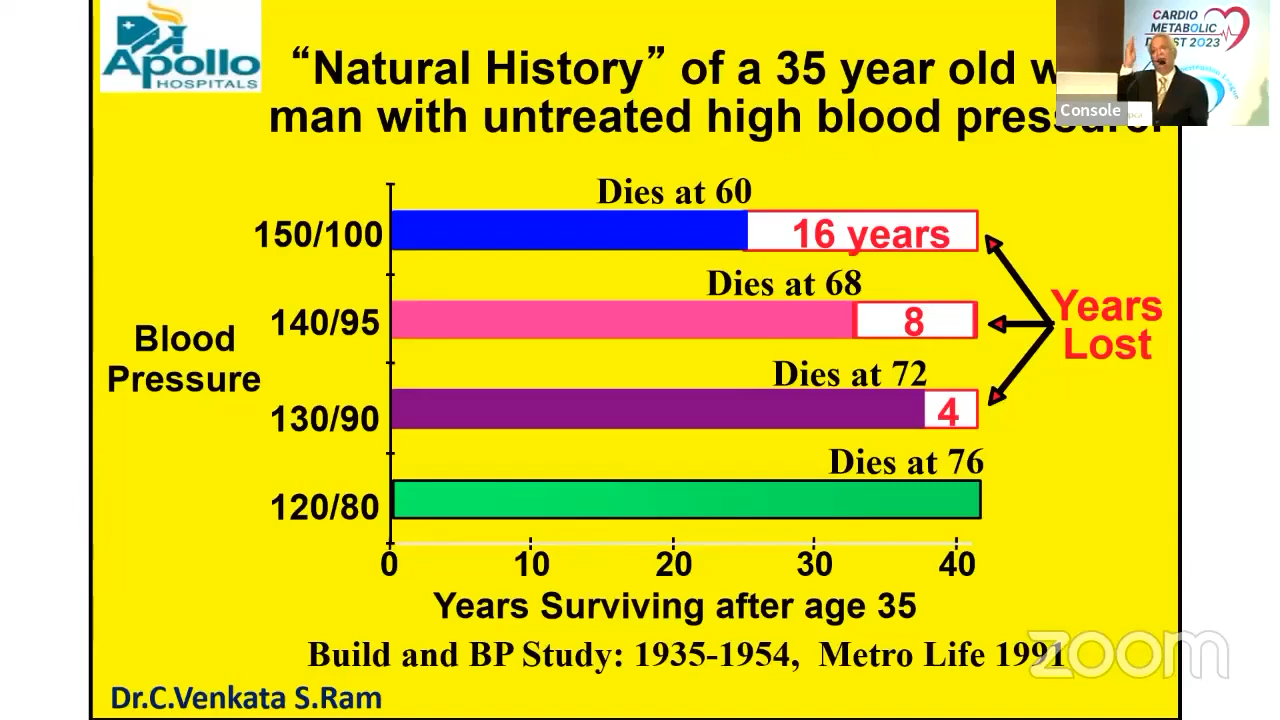 Apollo
HOSPITALS
“Natural History” of a 35 year old
man with untreated high blood pressure.
CARDIO
METABOLIC
2023
Console
Dies at 60
150/100
16 years
Dies at 68
140/95
8
Years
Lost
Blood
Pressure
Dies at 72
130/90
4
Dies at 76
120/80
0 10 20 30 40
Years Surviving after age 35
Build and BP Study: 1935-1954, Metro Life 1991
zoom
Dr.C.Venkata S.Ram